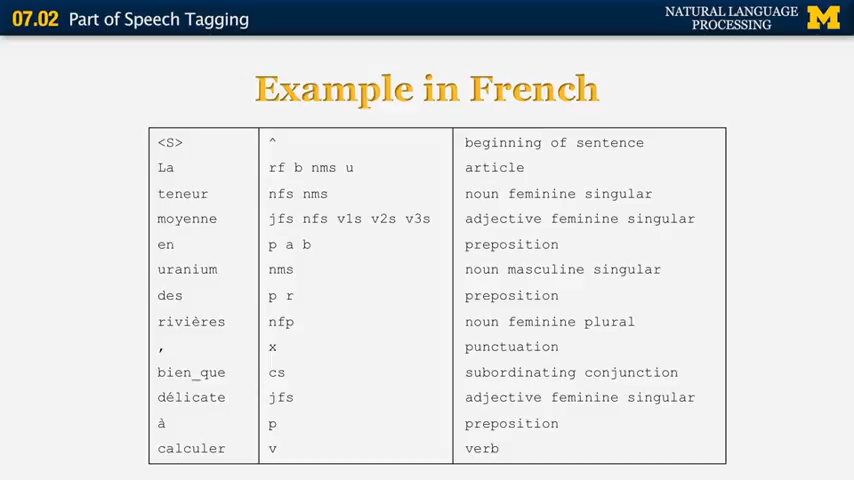 07.02 Part of Speech Tagging
NATURAL LANGUAGE
PROCESSING
M
Example in French
<S> ^ beginning of sentence
La rf b nms u article
teneur nfs nms noun feminine singular
moyenne jfs nfs v1s v2s v3s adjective feminine singular
en p a b preposition
uranium nms noun masculine singular
des p r preposition
rivières nfp noun feminine plural
, x punctuation
bien_que cs subordinating conjunction
délicate jfs adjective feminine singular
à p preposition
calculer v verb